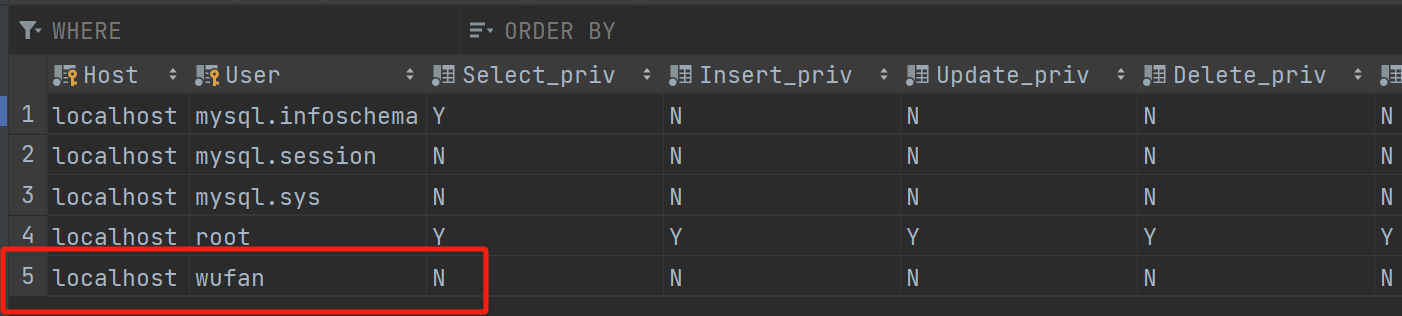 WHERE ORDER BY
Host User Select_priv Insert_priv Update_priv Delete_priv
1 localhost mysql.infoschema Y N N N N
2 localhost mysql.session N N N N N
3 localhost mysql.sys N N N N N
4 localhost root Y Y Y Y Y
5 localhost wufan N N N N N